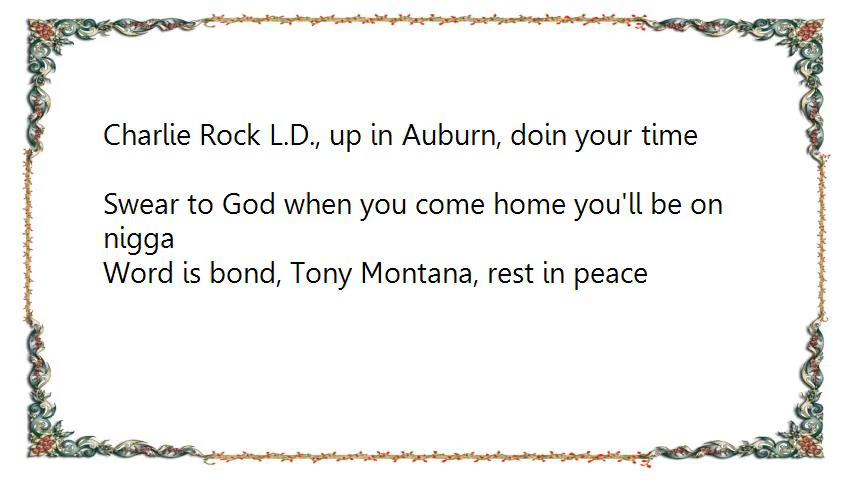 Charlie Rock L.D., up in Auburn, doin your time
Swear to God when you come home you'll be on
nigga
Word is bond, Tony Montana, rest in peace